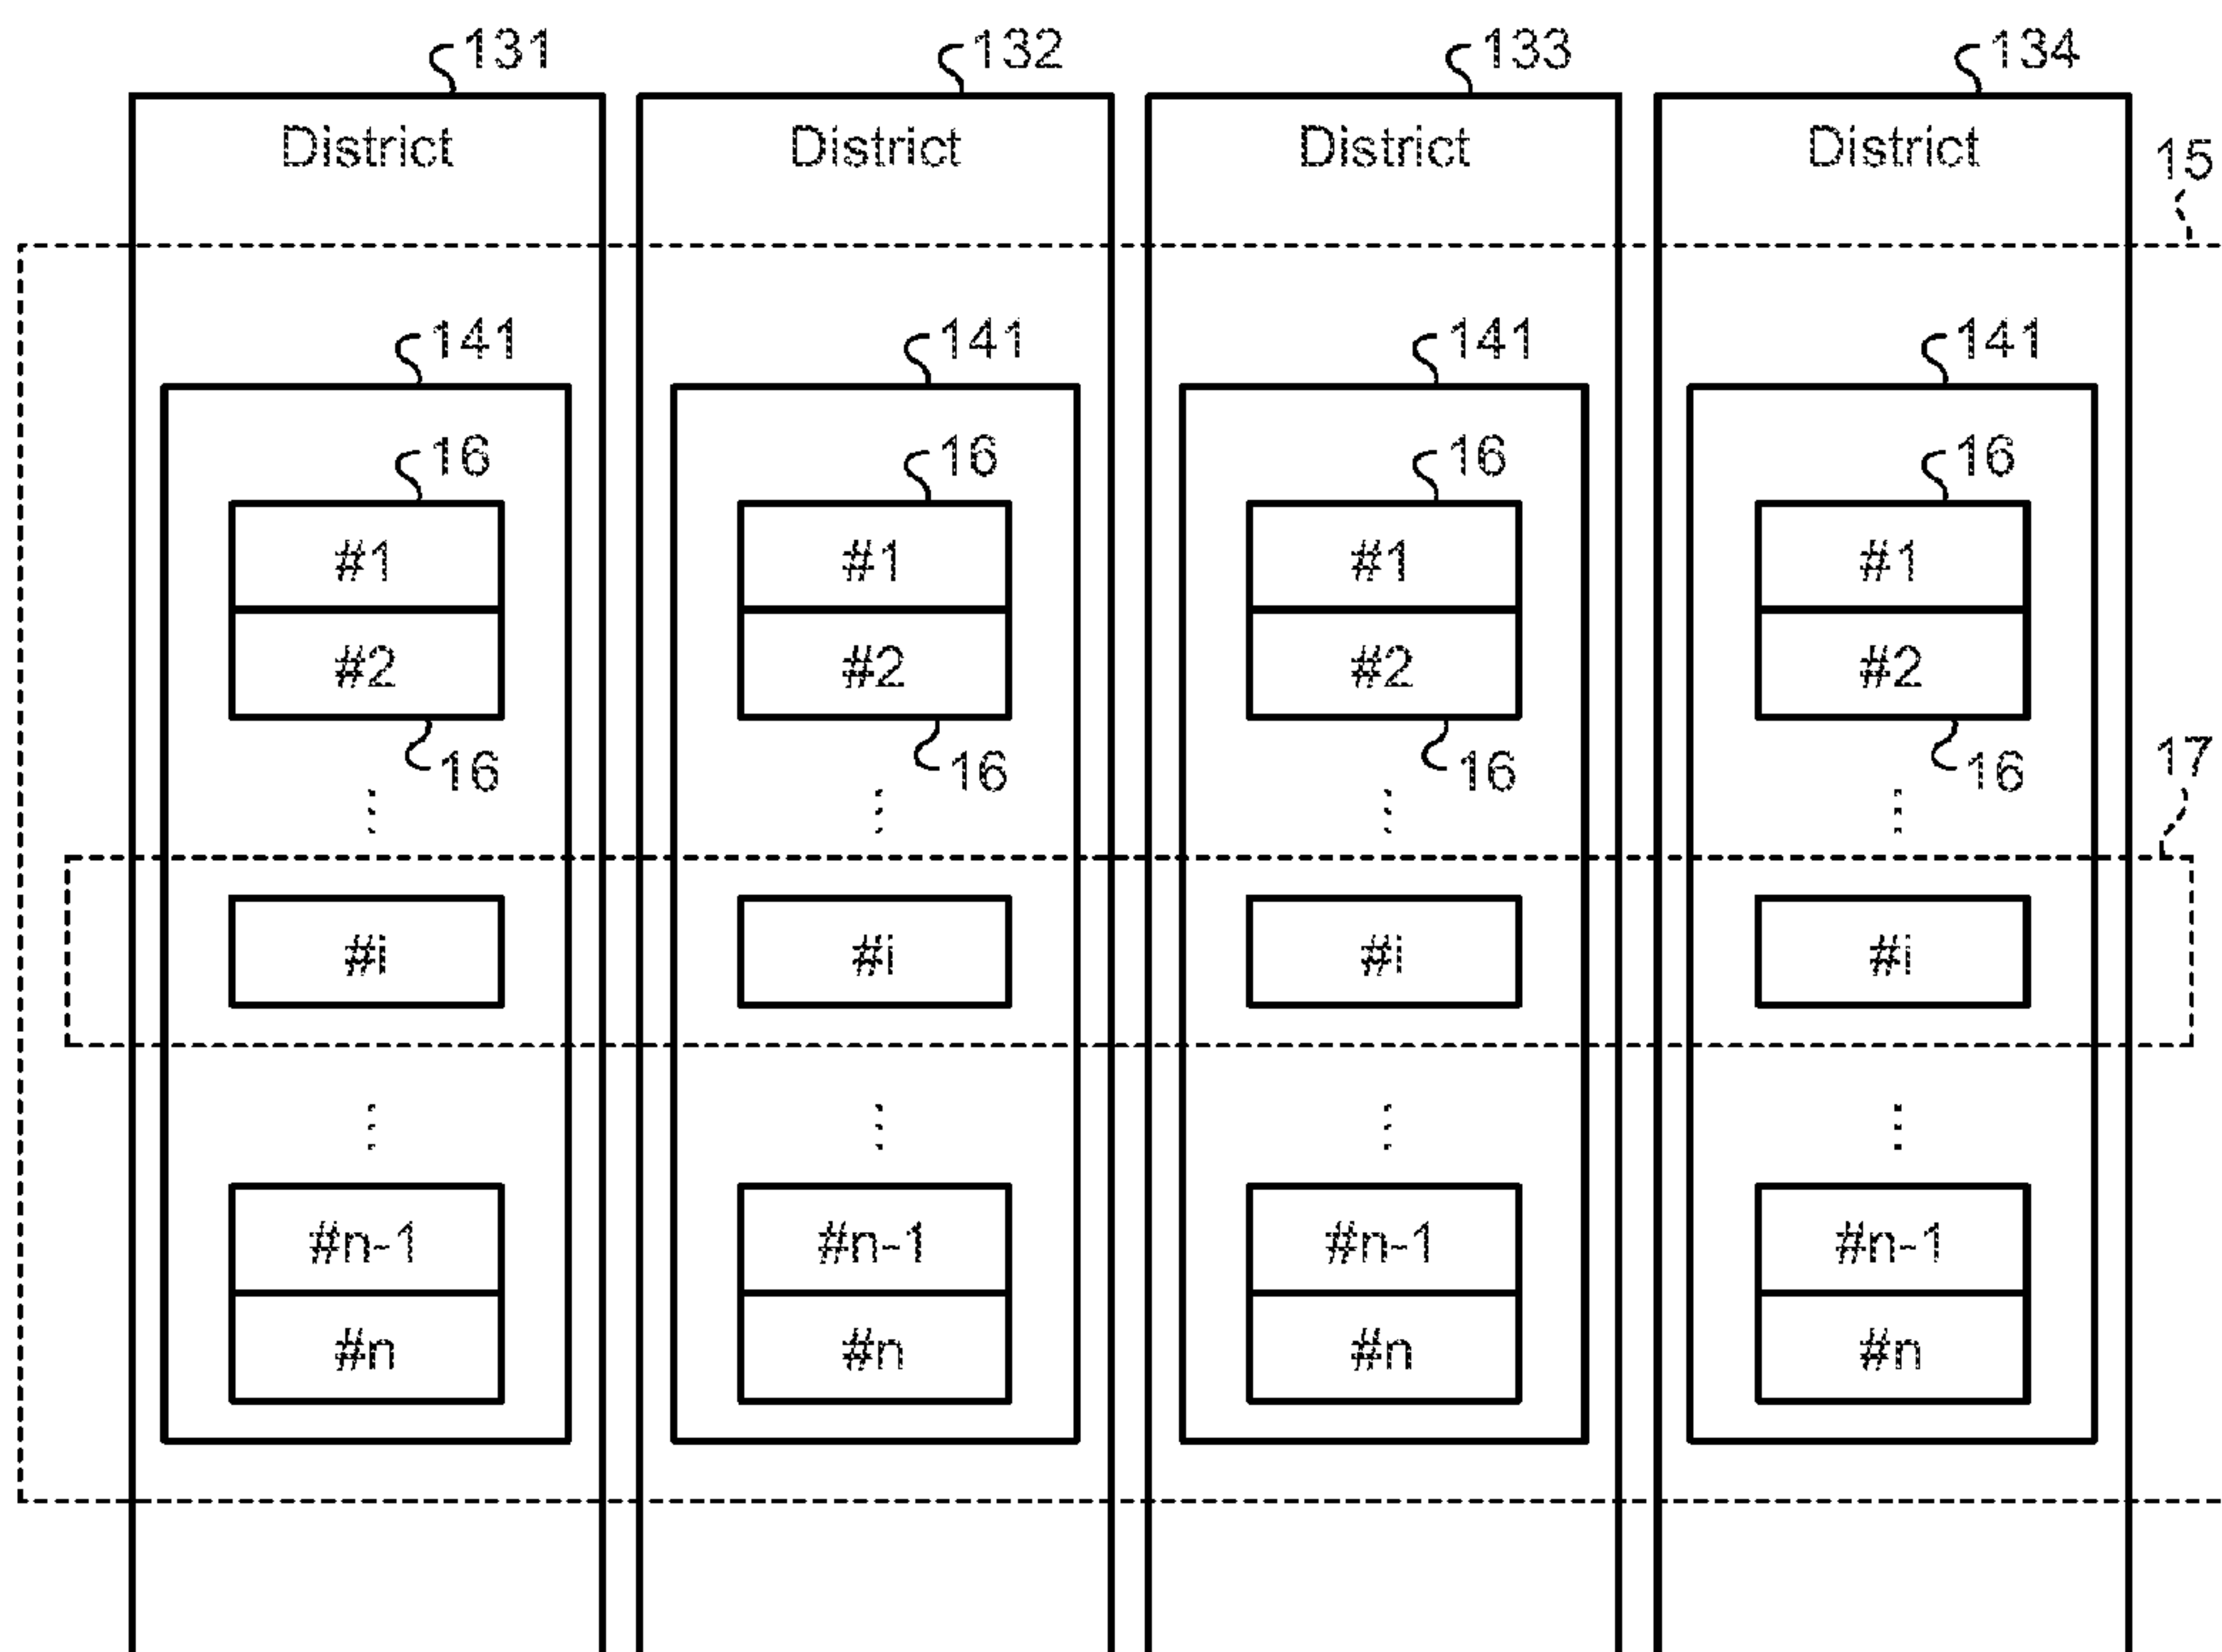 131 132 133 134
District District District District
15
141 141 141 141
16 16 16 16
#1 #1 #1 #1
#2 #2 #2 #2
16 16 16 16
17
⋮ ⋮ ⋮ ⋮
#i #i #i #i
⋮ ⋮ ⋮ ⋮
#n-1 #n-1 #n-1 #n-1
#n #n #n #n